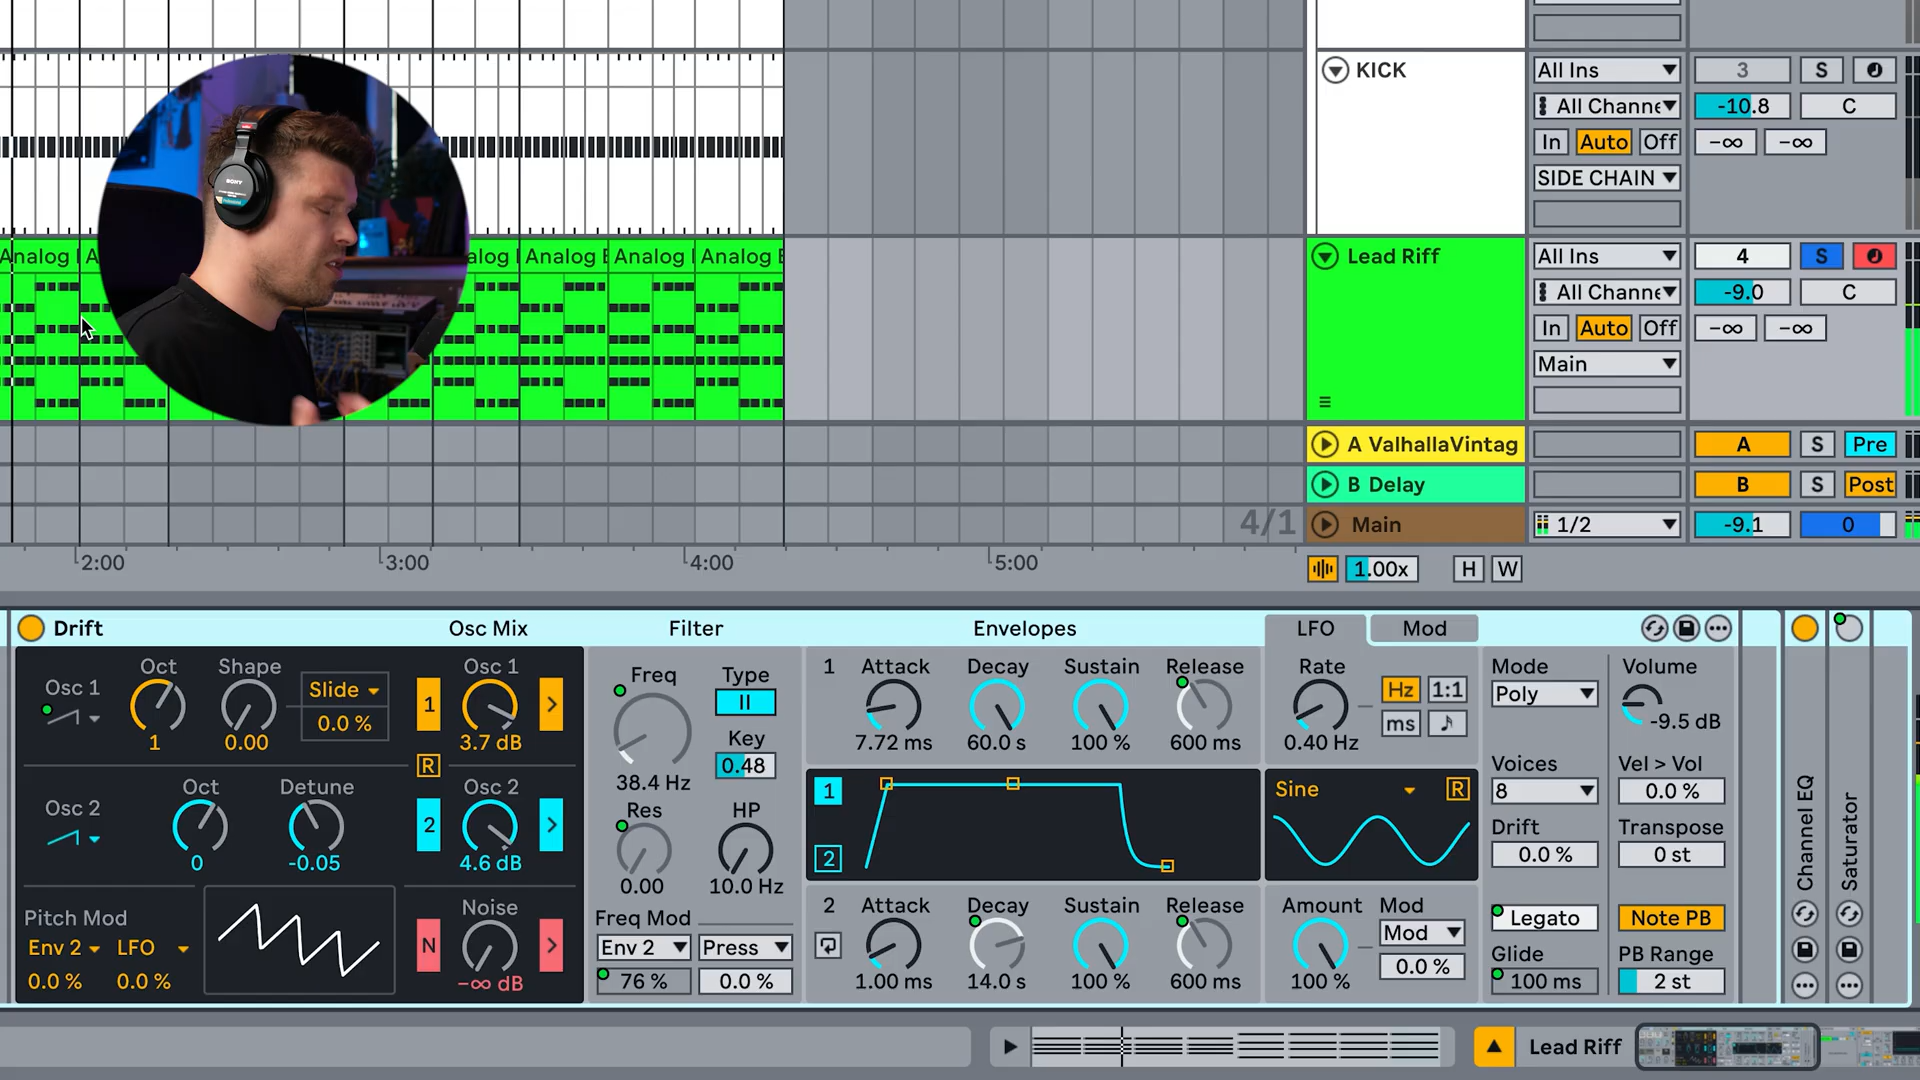 KICK
All Ins
3
S
All Channe
-10.8
C
In Auto Off
-∞ -∞
SIDE CHAIN
SONY
Analog
A
alog
Analog
Analog
Analog
Lead Riff
All Ins
4
S
All Channe
-9.0
C
In Auto Off
-∞ -∞
Main
A ValhallaVintag
A
S
Pre
B Delay
B
S
Post
4/1
Main
1/2
-9.1
0
2:00
3:00
4:00
5:00
1.00x
H
W
Drift
Osc Mix
Filter
Envelopes
LFO
Mod
Osc 1
Oct
1
Shape
0.00
Slide
0.0 %
1
Osc 1
3.7 dB
R
Osc 2
Oct
0
Detune
-0.05
2
Osc 2
4.6 dB
Pitch Mod
Env 2
LFO
0.0 %
0.0 %
N
Noise
-∞ dB
Freq
38.4 Hz
Type
II
Key
0.48
Res
0.00
HP
10.0 Hz
Freq Mod
Env 2
Press
76 %
0.0 %
1
Attack
7.72 ms
Decay
60.0 s
Sustain
100 %
Release
600 ms
1
2
2
Attack
1.00 ms
Decay
14.0 s
Sustain
100 %
Release
600 ms
Rate
0.40 Hz
Hz
1:1
ms
Sine
R
Amount
100 %
Mod
Mod
0.0 %
Mode
Poly
Volume
-9.5 dB
Voices
8
Vel > Vol
0.0 %
Drift
0.0 %
Transpose
0 st
Legato
Note PB
Glide
100 ms
PB Range
2 st
Channel EQ
Saturator
Lead Riff